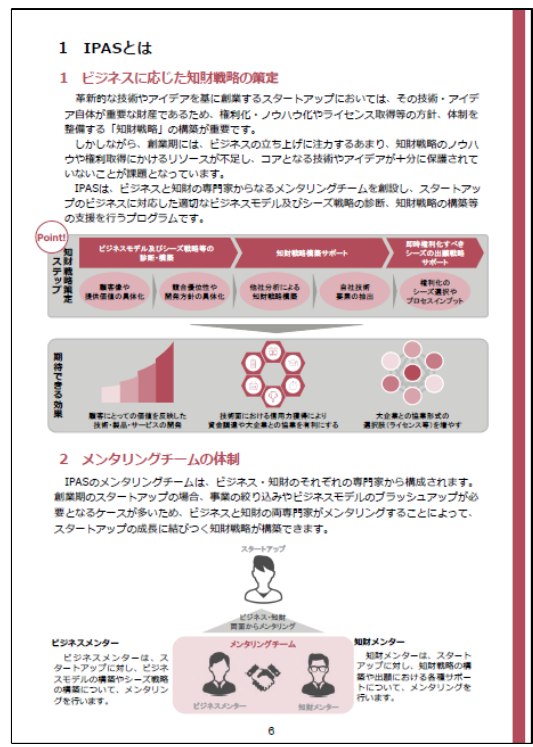 1 IPASとは
1 ビジネスに応じた知財戦略の策定
革新的な技術やアイデアを基に創業するスタートアップにおいては、その技術・アイデ
ア自体が重要な財産であるため、権利化・ノウハウ化やライセンス取得等の方針、体制を
整備する「知財戦略」の構築が重要です。
しかしながら、創業期には、ビジネスの立ち上げに注力するあまり、知財戦略のノウハ
ウや権利取得にかけるリソースが不足し、コアとなる技術やアイデアが十分に保護されて
いないことが課題となっています。
IPASは、ビジネスと知財の専門家からなるメンタリングチームを創設し、スタートアッ
プのビジネスに対応した適切なビジネスモデル及びシーズ戦略の診断、知財戦略の構築等
の支援を行うプログラムです。
Point!
知財戦略策定
ステップ
ビジネスモデル及びシーズ戦略等の
診断・構築
知財戦略構築サポート
即時権利化すべき
シーズの出願戦略
サポート
顧客像や
提供価値の具体化
競合優位性や
開発方針の具体化
他社分析による
知財戦略構築
自社技術
要素の抽出
権利化の
シーズ選択や
プロセスインプット
期待できる効果
顧客にとっての価値を反映した
技術・製品・サービスの開発
技術面における信用力獲得により
資金調達や大企業との協業を有利にする
大企業との協業形式の
選択肢(ライセンス等)を増やす
2 メンタリングチームの体制
IPASのメンタリングチームは、ビジネス・知財のそれぞれの専門家から構成されます。
創業期のスタートアップの場合、事業の絞り込みやビジネスモデルのブラッシュアップが必
要となるケースが多いため、ビジネスと知財の両専門家がメンタリングすることによって、
スタートアップの成長に結びつく知財戦略が構築できます。
スタートアップ
ビジネス・知財
両面からメンタリング
メンタリングチーム
ビジネスメンター
ビジネスメンターは、ス
タートアップに対し、ビジネ
スモデルの構築やシーズ戦略
の構築について、メンタリン
グを行います。
知財メンター
知財メンターは、スタート
アップに対し、知財戦略の構
築や出願における各種サポー
トについて、メンタリングを
行います。
ビジネスメンター
知財メンター
6